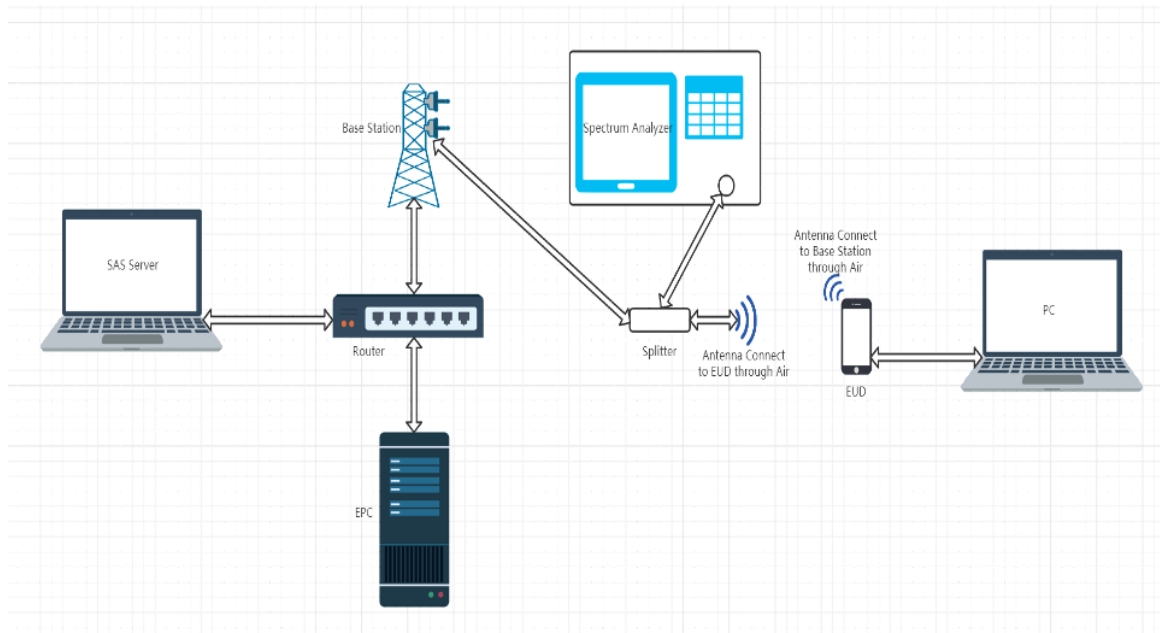 Base Station
Spectrum Analyzer
SAS Server
Antenna Connect
to Base Station
through Air
PC
Router
Splitter
Antenna Connect
to EUD through Air
EUD
EPC